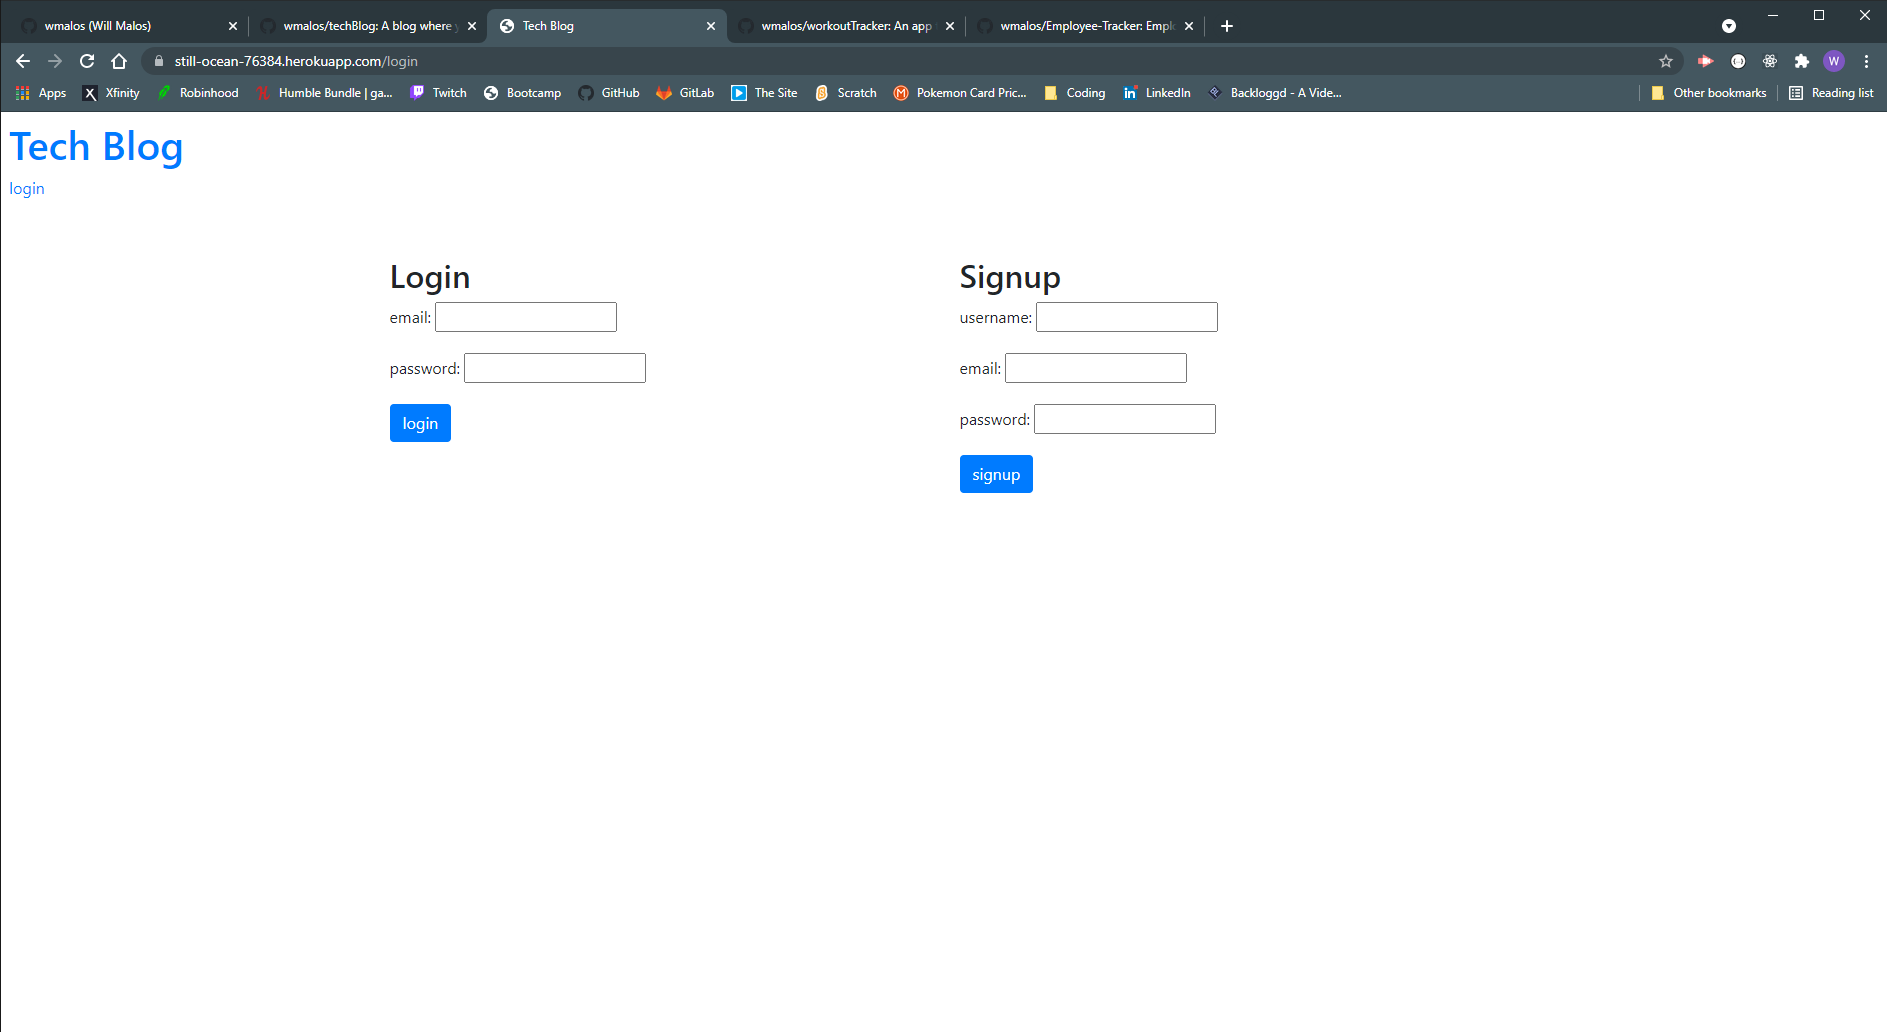 wmalos (Will Malos)
wmalos/techBlog: A blog where
Tech Blog
wmalos/workoutTracker: An app
wmalos/Employee-Tracker: Empl
still-ocean-76384.herokuapp.com/login
W
Apps
Xfinity
Robinhood
Humble Bundle | ga...
Twitch
Bootcamp
GitHub
GitLab
The Site
Scratch
Pokemon Card Pric...
Coding
LinkedIn
Backloggd - A Vide...
Other bookmarks
Reading list
Tech Blog
login
Login
email:
password:
login
Signup
username:
email:
password:
signup